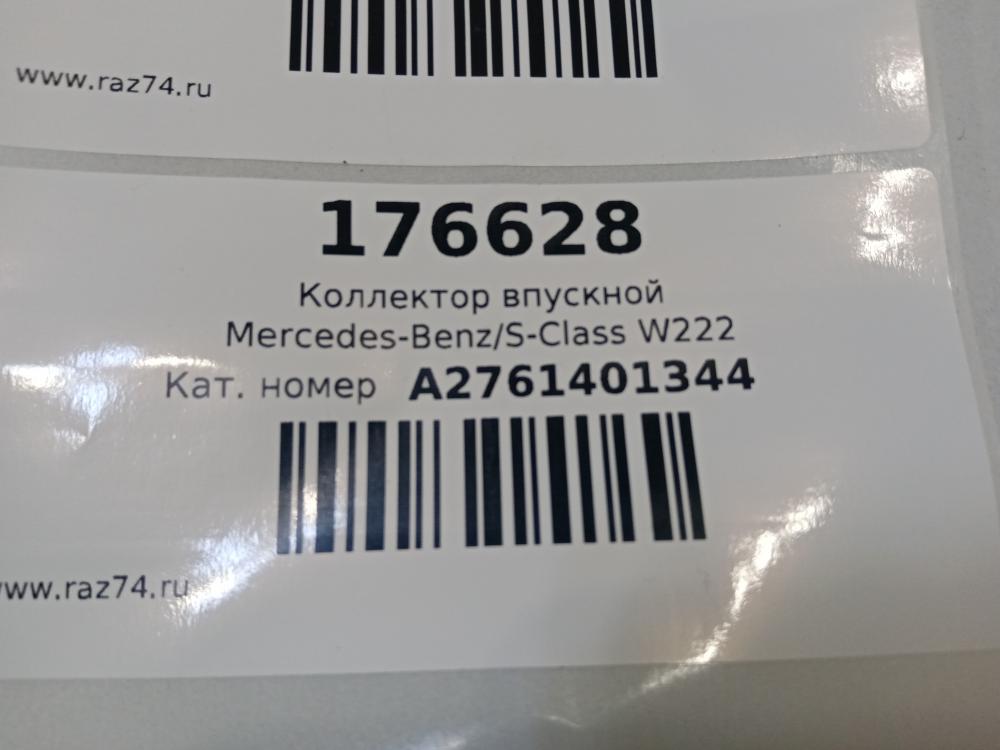 www.raz74.ru
176628
Коллектор впускной
Mercedes-Benz/S-Class W222
Кат. номер A2761401344
www.raz74.ru